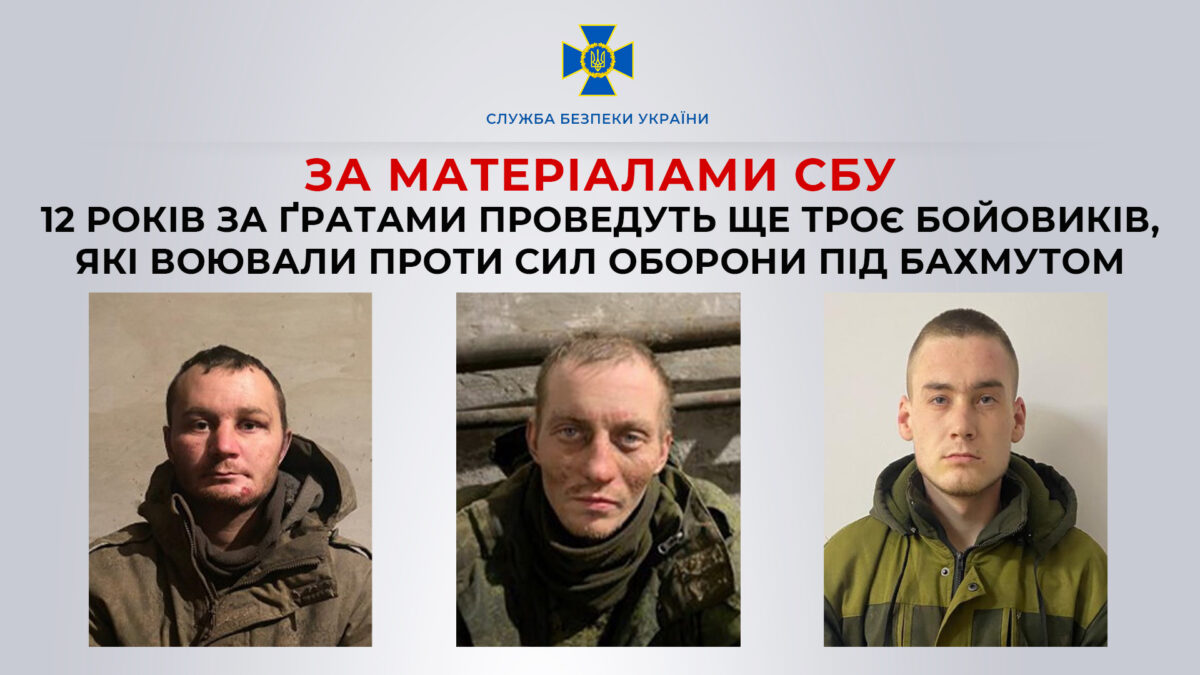 СЛУЖБА БЕЗПЕКИ УКРАЇНИ
ЗА МАТЕРІАЛАМИ СБУ
12 РОКІВ ЗА ҐРАТАМИ ПРОВЕДУТЬ ЩЕ ТРОЄ БОЙОВИКІВ,
ЯКІ ВОЮВАЛИ ПРОТИ СИЛ ОБОРОНИ ПІД БАХМУТОМ